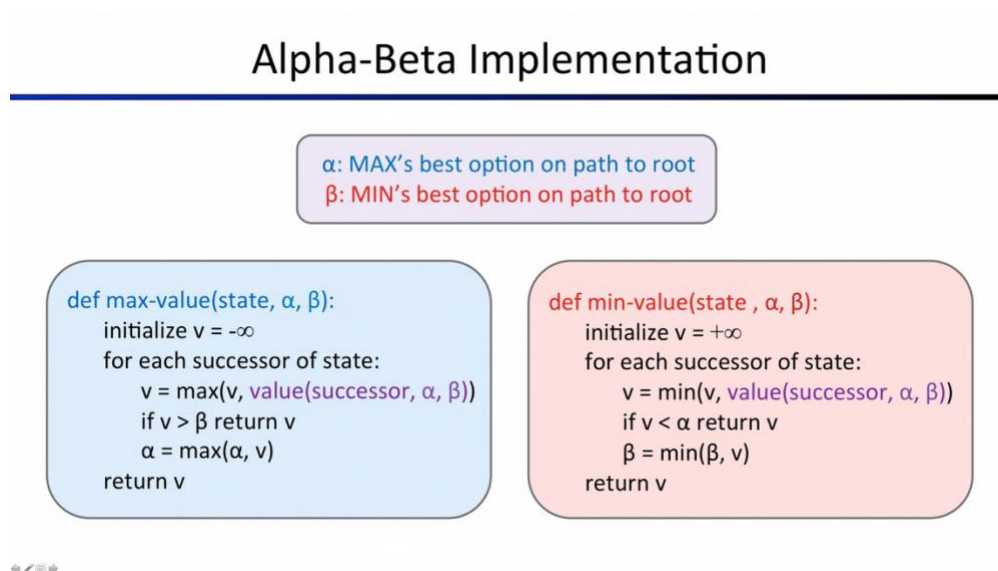 Alpha-Beta Implementation
α: MAX's best option on path to root
β: MIN's best option on path to root
def max-value(state, α, β):
initialize v = -∞
for each successor of state:
v = max(v, value(successor, α, β))
if v > β return v
α = max(α, v)
return v
def min-value(state , α, β):
initialize v = +∞
for each successor of state:
v = min(v, value(successor, α, β))
if v < α return v
β = min(β, v)
return v